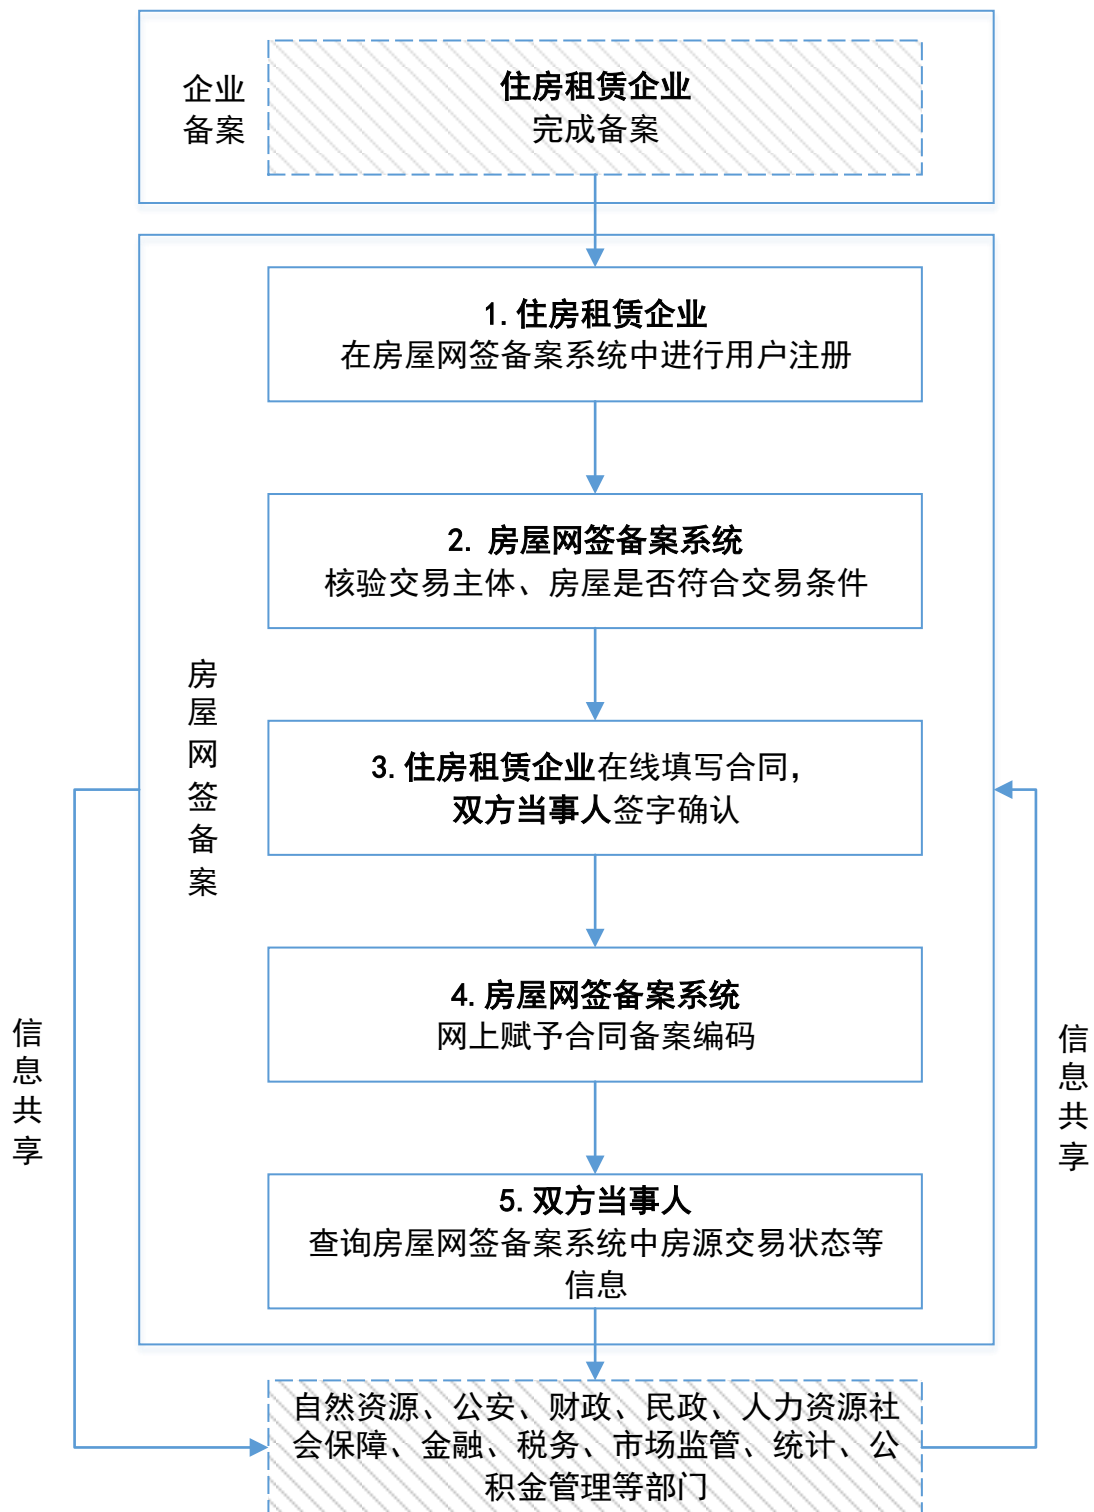 企业
备案
住房租赁企业
完成备案
1. 住房租赁企业
在房屋网签备案系统中进行用户注册
2. 房屋网签备案系统
核验交易主体、房屋是否符合交易条件
房屋网签备案
3. 住房租赁企业在线填写合同，
双方当事人签字确认
4. 房屋网签备案系统
网上赋予合同备案编码
信息共享
信息共享
5. 双方当事人
查询房屋网签备案系统中房源交易状态等
信息
自然资源、公安、财政、民政、人力资源社
会保障、金融、税务、市场监管、统计、公
积金管理等部门